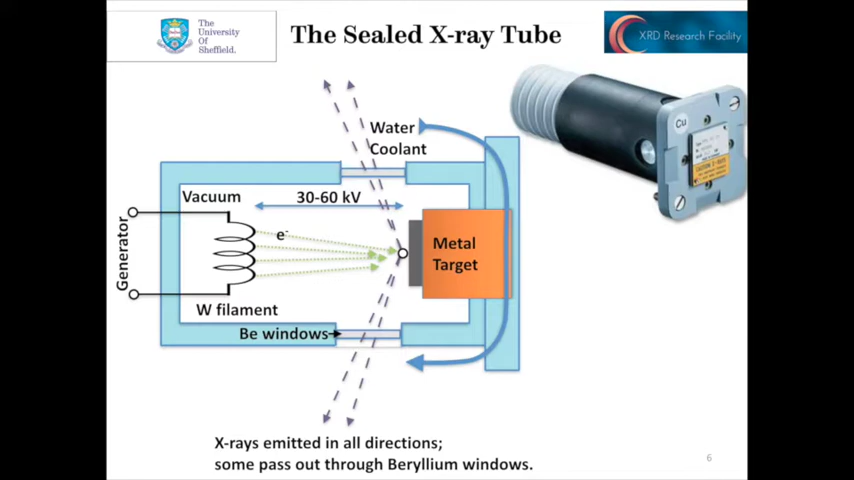 The
University
Of
Sheffield.
The Sealed X-ray Tube
XRD Research Facility
Cu
Water
Coolant
Vacuum
30-60 kV
e-
Generator
Metal
Target
W filament
Be windows
X-rays emitted in all directions;
some pass out through Beryllium windows.
6